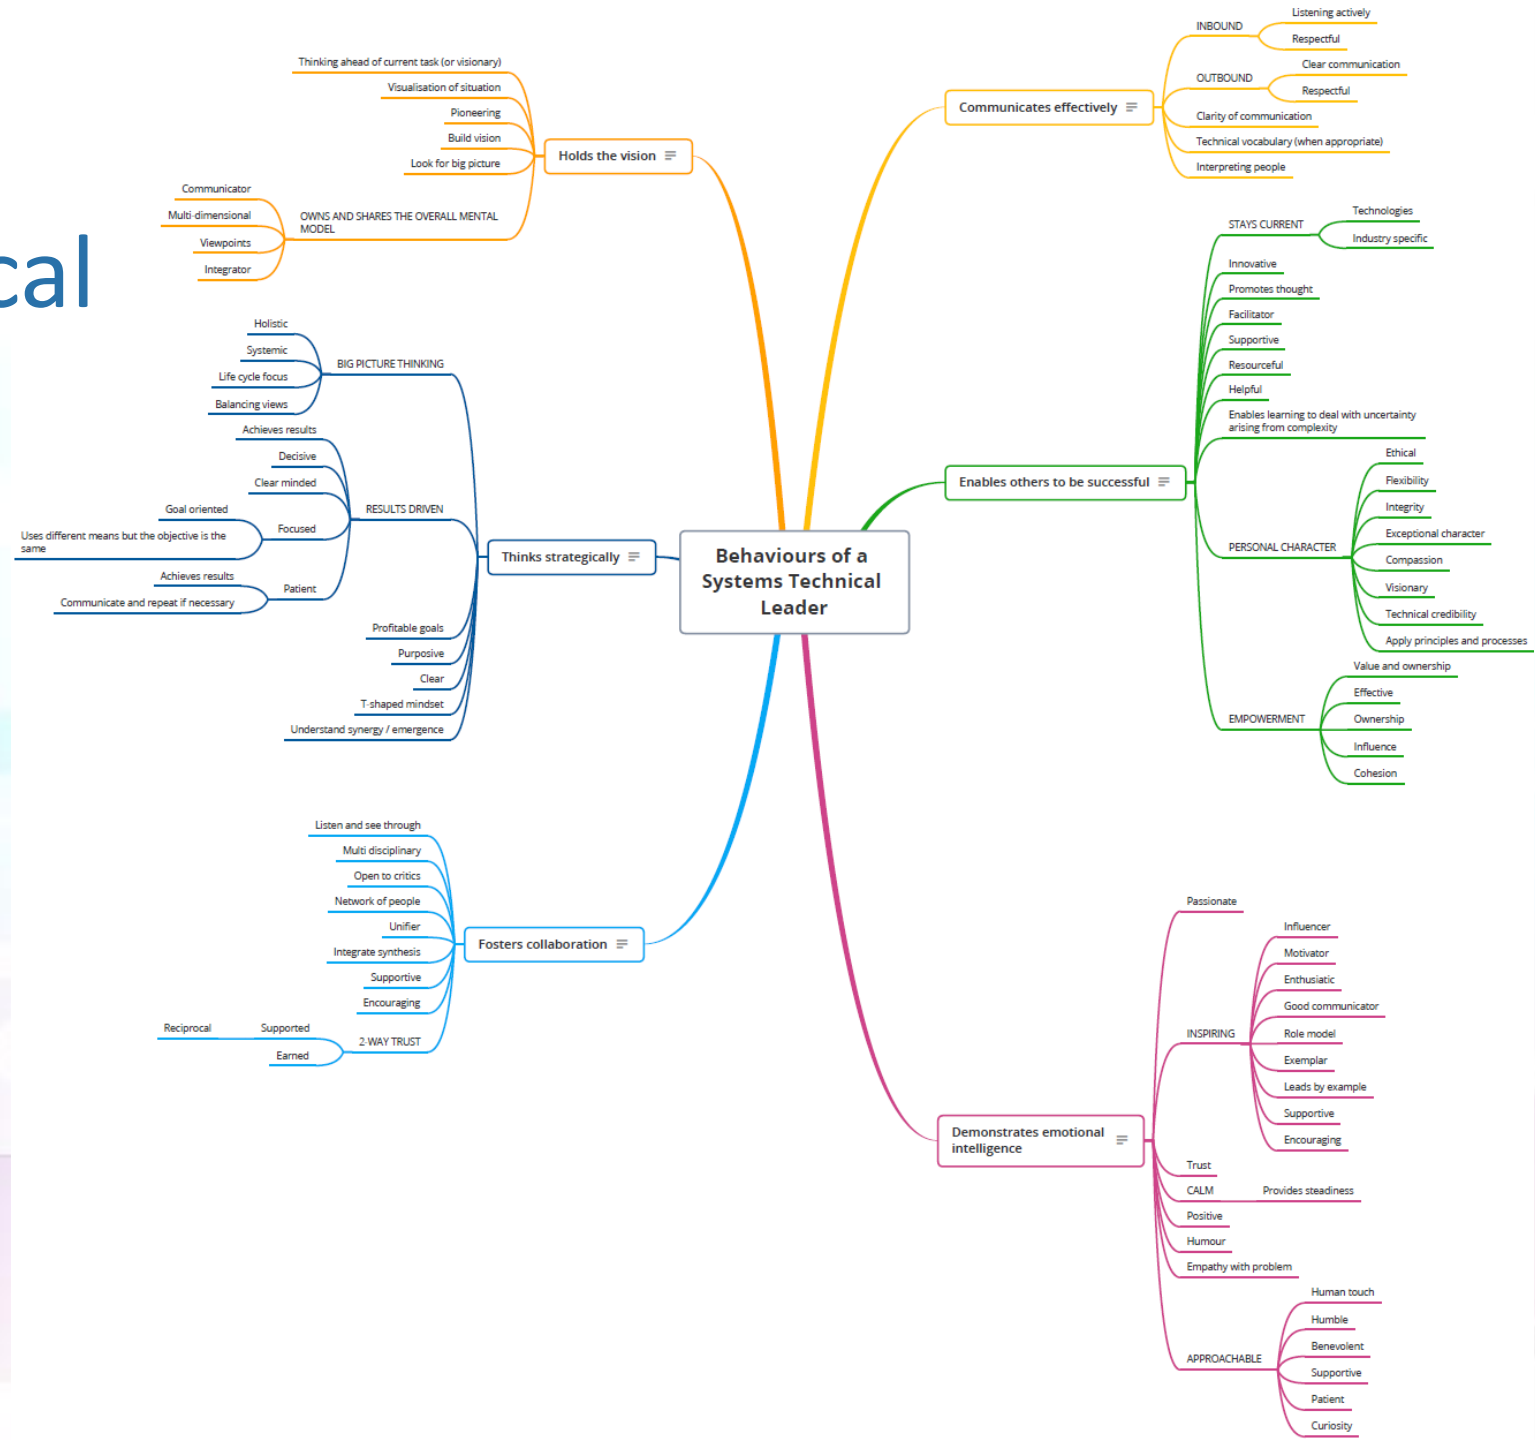 cal
Behaviours of a
Systems Technical
Leader
Holds the vision
Thinking ahead of current task (or visionary)
Visualisation of situation
Pioneering
Build vision
Look for big picture
OWNS AND SHARES THE OVERALL MENTAL
MODEL
Communicator
Multi-dimensional
Viewpoints
Integrator
Thinks strategically
BIG PICTURE THINKING
Holistic
Systemic
Life cycle focus
Balancing views
RESULTS DRIVEN
Achieves results
Decisive
Clear minded
Focused
Goal oriented
Uses different means but the objective is the
same
Patient
Achieves results
Communicate and repeat if necessary
Profitable goals
Purposive
Clear
T-shaped mindset
Understand synergy / emergence
Fosters collaboration
Listen and see through
Multi disciplinary
Open to critics
Network of people
Unifier
Integrate synthesis
Supportive
Encouraging
2-WAY TRUST
Supported
Reciprocal
Earned
Communicates effectively
INBOUND
Listening actively
Respectful
OUTBOUND
Clear communication
Respectful
Clarity of communication
Technical vocabulary (when appropriate)
Interpreting people
Enables others to be successful
STAYS CURRENT
Technologies
Industry specific
Innovative
Promotes thought
Facilitator
Supportive
Resourceful
Helpful
Enables learning to deal with uncertainty
arising from complexity
PERSONAL CHARACTER
Ethical
Flexibility
Integrity
Exceptional character
Compassion
Visionary
Technical credibility
Apply principles and processes
EMPOWERMENT
Value and ownership
Effective
Ownership
Influence
Cohesion
Demonstrates emotional
intelligence
Passionate
INSPIRING
Influencer
Motivator
Enthusiatic
Good communicator
Role model
Exemplar
Leads by example
Supportive
Encouraging
Trust
CALM
Provides steadiness
Positive
Humour
Empathy with problem
APPROACHABLE
Human touch
Humble
Benevolent
Supportive
Patient
Curiosity